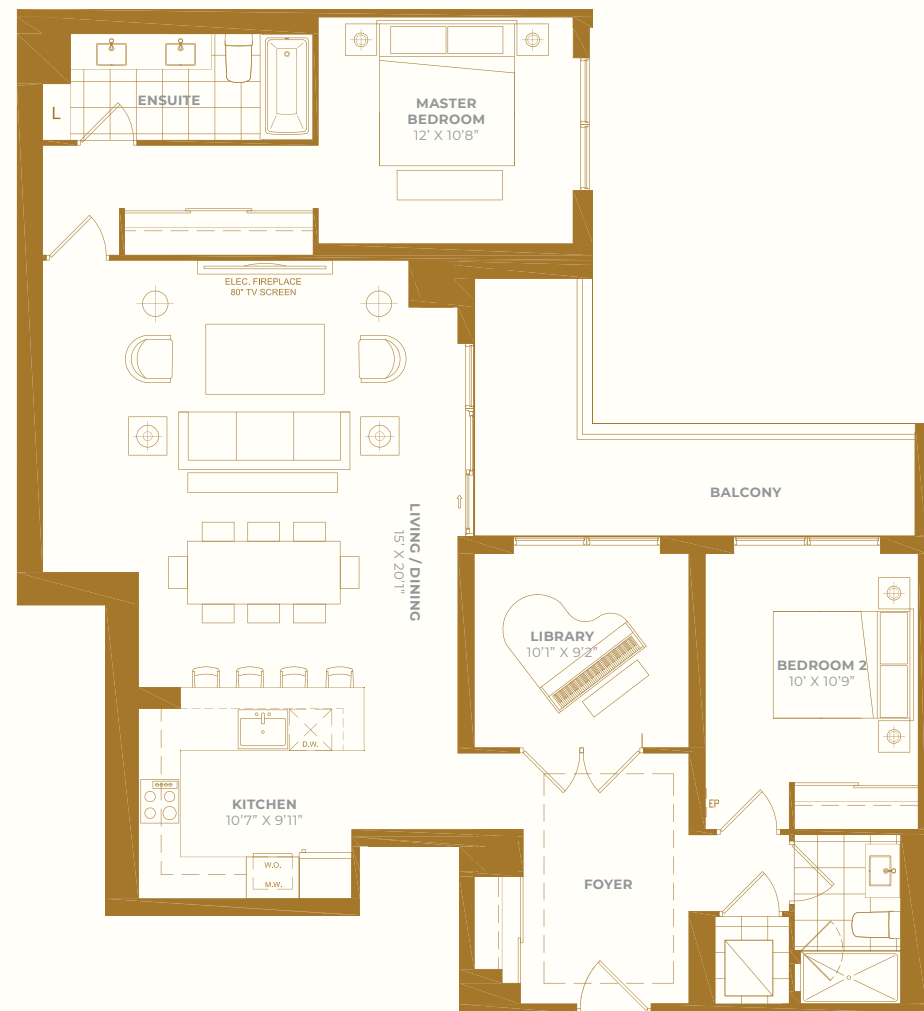 ENSUITE
L
MASTER
BEDROOM
12' X 10'8"
ELEC. FIREPLACE
80" TV SCREEN
BALCONY
LIVING / DINING
15' X 20'1"
LIBRARY
10'1" X 9'2"
BEDROOM 2
10' X 10'9"
D.W.
KITCHEN
10'7" X 9'11"
EP
W.O.
M.W.
FOYER